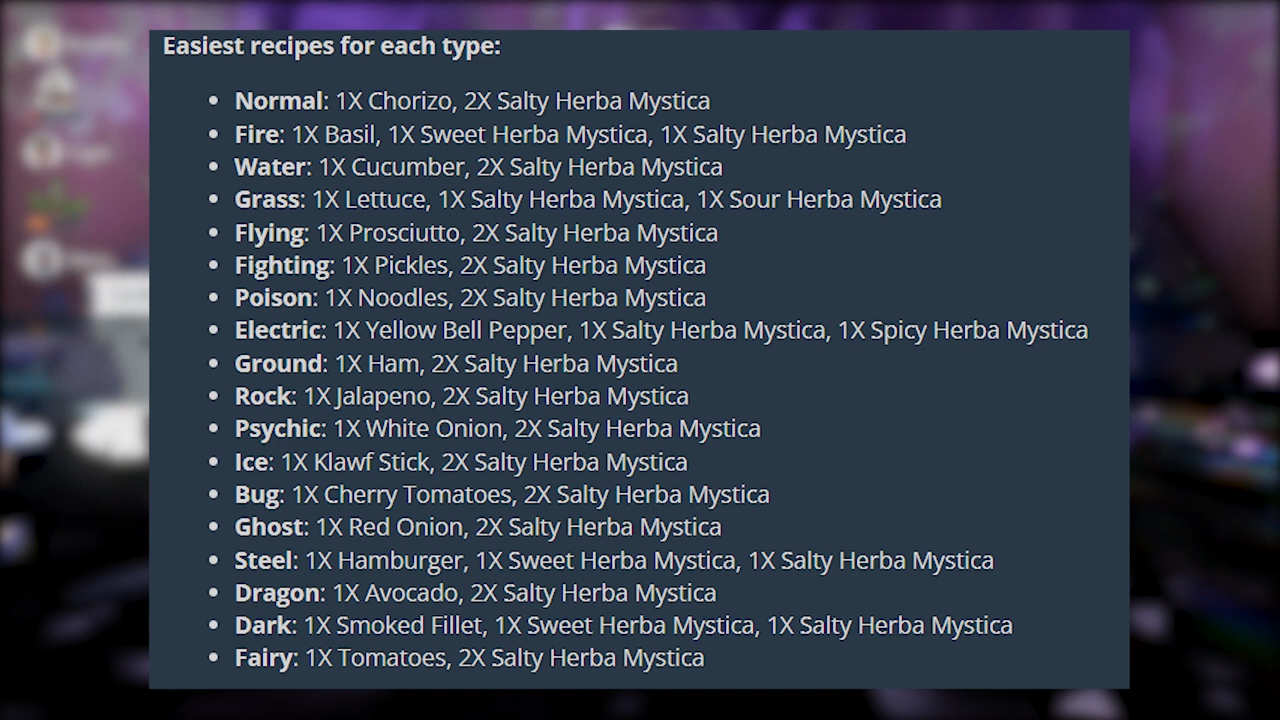 Easiest recipes for each type:
• Normal: 1X Chorizo, 2X Salty Herba Mystica
• Fire: 1X Basil, 1X Sweet Herba Mystica, 1X Salty Herba Mystica
• Water: 1X Cucumber, 2X Salty Herba Mystica
• Grass: 1X Lettuce, 1X Salty Herba Mystica, 1X Sour Herba Mystica
• Flying: 1X Prosciutto, 2X Salty Herba Mystica
• Fighting: 1X Pickles, 2X Salty Herba Mystica
• Poison: 1X Noodles, 2X Salty Herba Mystica
• Electric: 1X Yellow Bell Pepper, 1X Salty Herba Mystica, 1X Spicy Herba Mystica
• Ground: 1X Ham, 2X Salty Herba Mystica
• Rock: 1X Jalapeno, 2X Salty Herba Mystica
• Psychic: 1X White Onion, 2X Salty Herba Mystica
• Ice: 1X Klawf Stick, 2X Salty Herba Mystica
• Bug: 1X Cherry Tomatoes, 2X Salty Herba Mystica
• Ghost: 1X Red Onion, 2X Salty Herba Mystica
• Steel: 1X Hamburger, 1X Sweet Herba Mystica, 1X Salty Herba Mystica
• Dragon: 1X Avocado, 2X Salty Herba Mystica
• Dark: 1X Smoked Fillet, 1X Sweet Herba Mystica, 1X Salty Herba Mystica
• Fairy: 1X Tomatoes, 2X Salty Herba Mystica